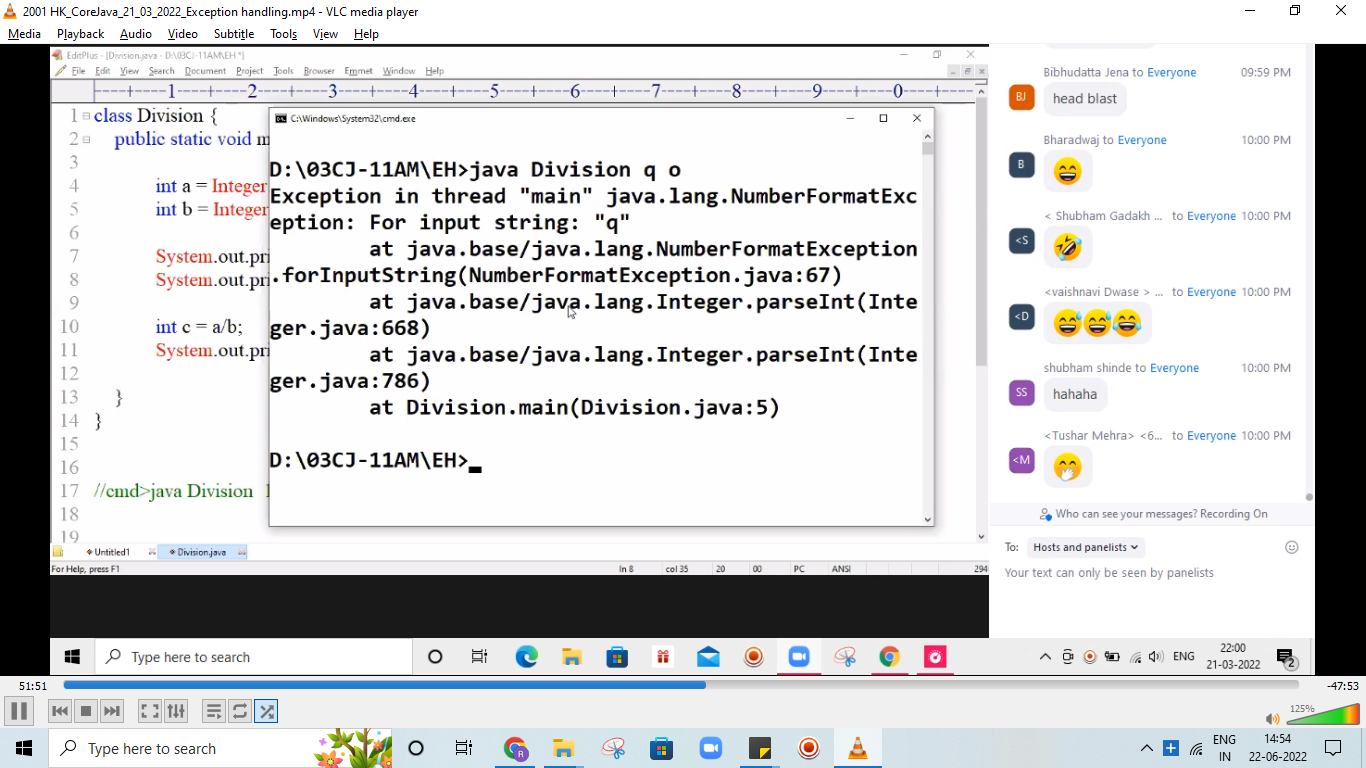 2001 HK_CoreJava_21_03_2022_Exception handling.mp4 - VLC media player
Media Playback Audio Video Subtitle Tools View Help
EditPlus - [Division.java - D:\03CJ-11AM\EH *]
File Edit View Search Document Project Tools Browser Emmet Window Help
----+----1----+----2----+----3----+----4----+----5----+----6----+----7----+----8----+----9----+----0----+--
1 class Division {
2 public static void m
3
4 int a = Integer
5 int b = Integer
6
7 System.out.pri
8 System.out.pri
9
10 int c = a/b;
11 System.out.pri
12
13 }
14 }
15
16
17 //cmd>java Division
18
19
C:\Windows\System32\cmd.exe
D:\03CJ-11AM\EH>java Division q o
Exception in thread "main" java.lang.NumberFormatExc
eption: For input string: "q"
at java.base/java.lang.NumberFormatException
.forInputString(NumberFormatException.java:67)
at java.base/java.lang.Integer.parseInt(Inte
ger.java:668)
at java.base/java.lang.Integer.parseInt(Inte
ger.java:786)
at Division.main(Division.java:5)
D:\03CJ-11AM\EH>
Untitled1 Division.java
For Help, press F1 ln 8 col 35 20 00 PC ANSI 294
Bibhudatta Jena to Everyone 09:59 PM
BJ head blast
Bharadwaj to Everyone 10:00 PM
B 😄
< Shubham Gadakh ... to Everyone 10:00 PM
<S 🤣
<vaishnavi Dwase > ... to Everyone 10:00 PM
<D 😅😅😂
shubham shinde to Everyone 10:00 PM
SS hahaha
<Tushar Mehra> <6... to Everyone 10:00 PM
<M 🤭
Who can see your messages? Recording On
To: Hosts and panelists
Your text can only be seen by panelists
Type here to search
ENG
22:00
21-03-2022
2
51:51 -47:53
125%
Type here to search
ENG
IN
14:54
22-06-2022